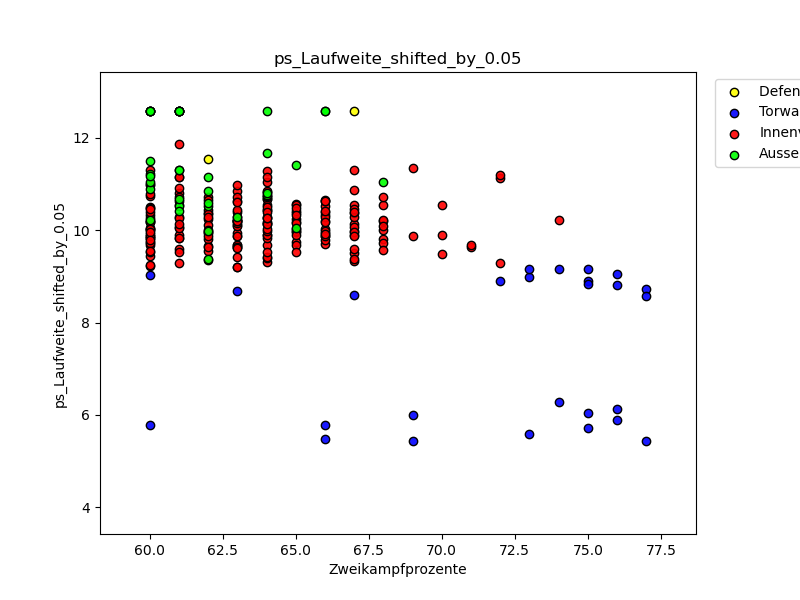 ps_Laufweite_shifted_by_0.05
12
10
8
6
4
ps_Laufweite_shifted_by_0.05
60.0 62.5 65.0 67.5 70.0 72.5 75.0 77.5
Zweikampfprozente
Defen
Torwa
Innenv
Ausse